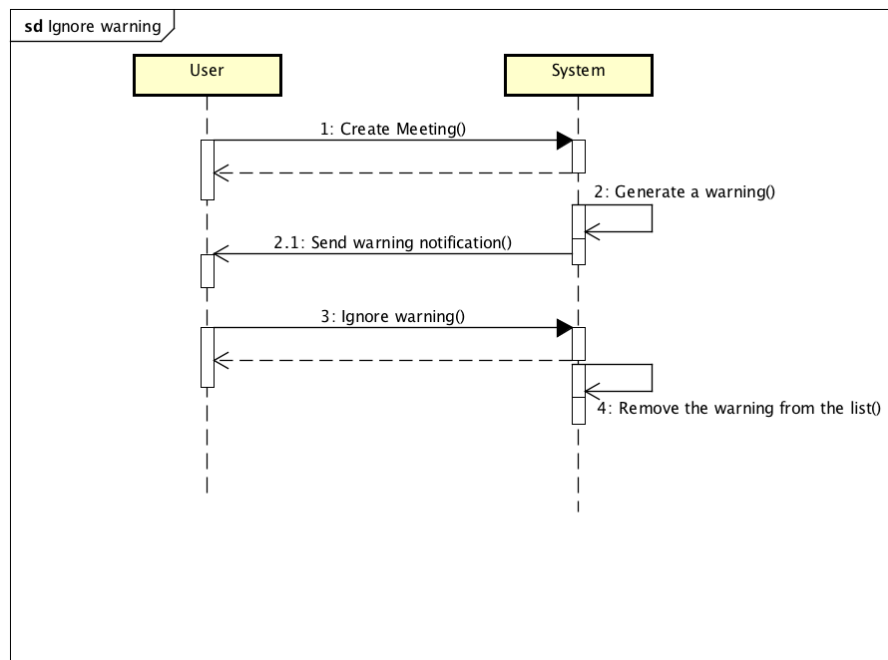 sd Ignore warning
User
System
1: Create Meeting()
2: Generate a warning()
2.1: Send warning notification()
3: Ignore warning()
4: Remove the warning from the list()